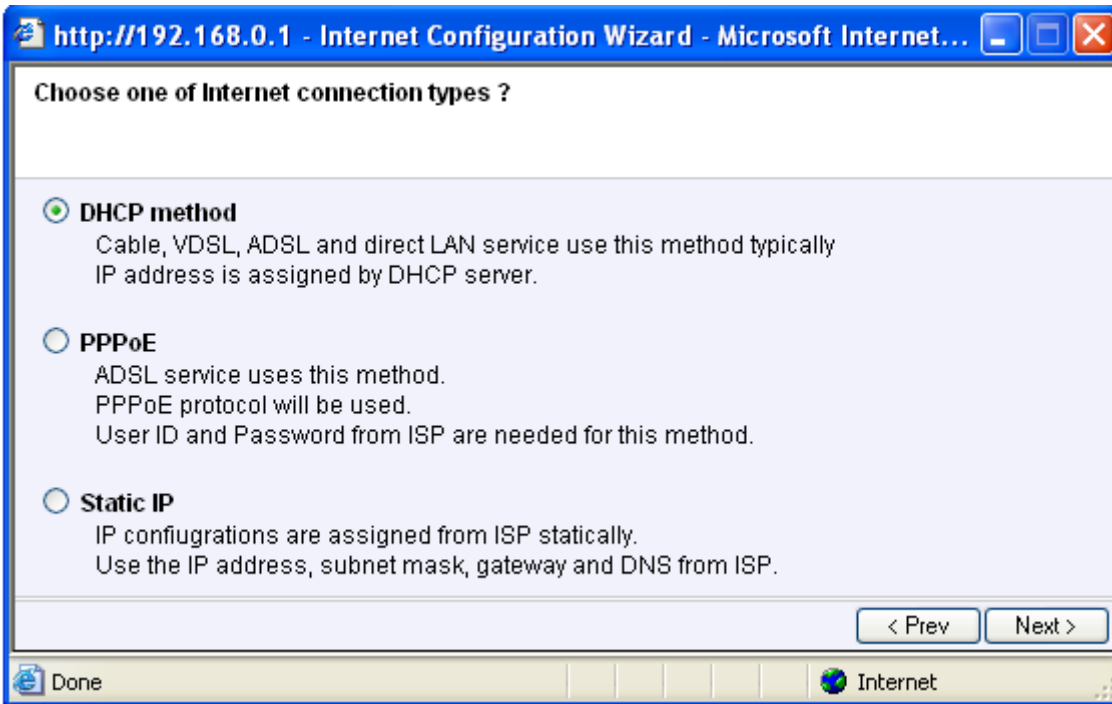 http://192.168.0.1 - Internet Configuration Wizard - Microsoft Internet...
Choose one of Internet connection types ?
DHCP method
Cable, VDSL, ADSL and direct LAN service use this method typically
IP address is assigned by DHCP server.
PPPoE
ADSL service uses this method.
PPPoE protocol will be used.
User ID and Password from ISP are needed for this method.
Static IP
IP confiugrations are assigned from ISP statically.
Use the IP address, subnet mask, gateway and DNS from ISP.
< Prev
Next >
Done
Internet